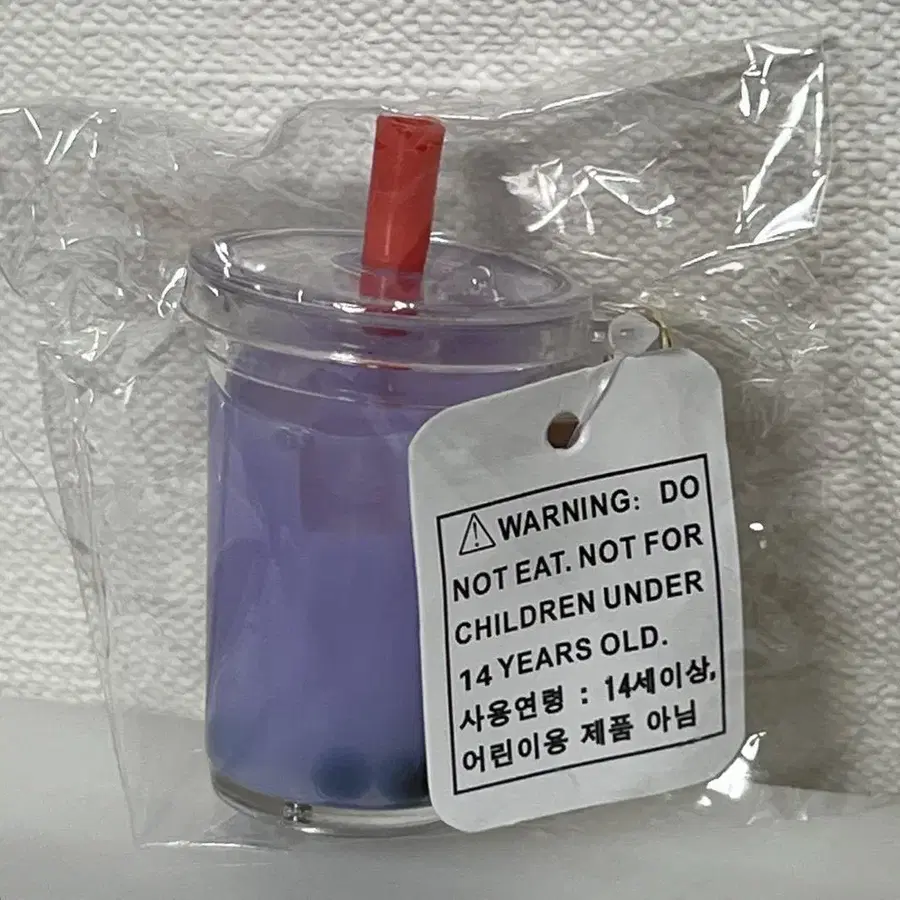 ⚠WARNING: DO
NOT EAT. NOT FOR
CHILDREN UNDER
14 YEARS OLD.
사용연령 : 14세이상,
어린이용 제품 아님